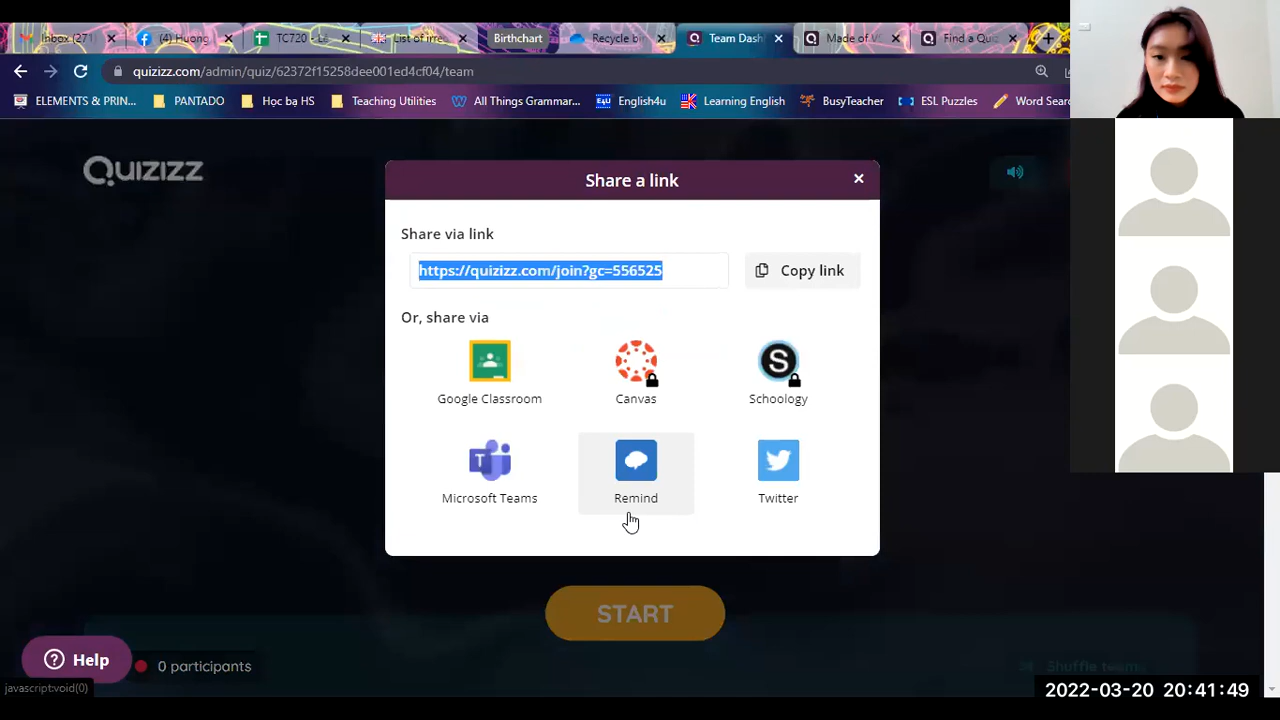 Inbox (271
(4) Huong
TC720 - Le
List of irre
Birthchart
Recycle b
Team Dash
Made of V
Find a Quiz
quizizz.com/admin/quiz/62372f15258dee001ed4cf04/team
ELEMENTS & PRIN...
PANTADO
Học bạ HS
Teaching Utilities
All Things Grammar...
English4u
Learning English
BusyTeacher
ESL Puzzles
Word Sear
Quizizz
Share a link
Share via link
https://quizizz.com/join?gc=556525
Copy link
Or, share via
Google Classroom
Canvas
Schoology
Microsoft Teams
Remind
Twitter
START
Help
0 participants
Shuffle teams
javascript:void(0)
2022-03-20 20:41:49